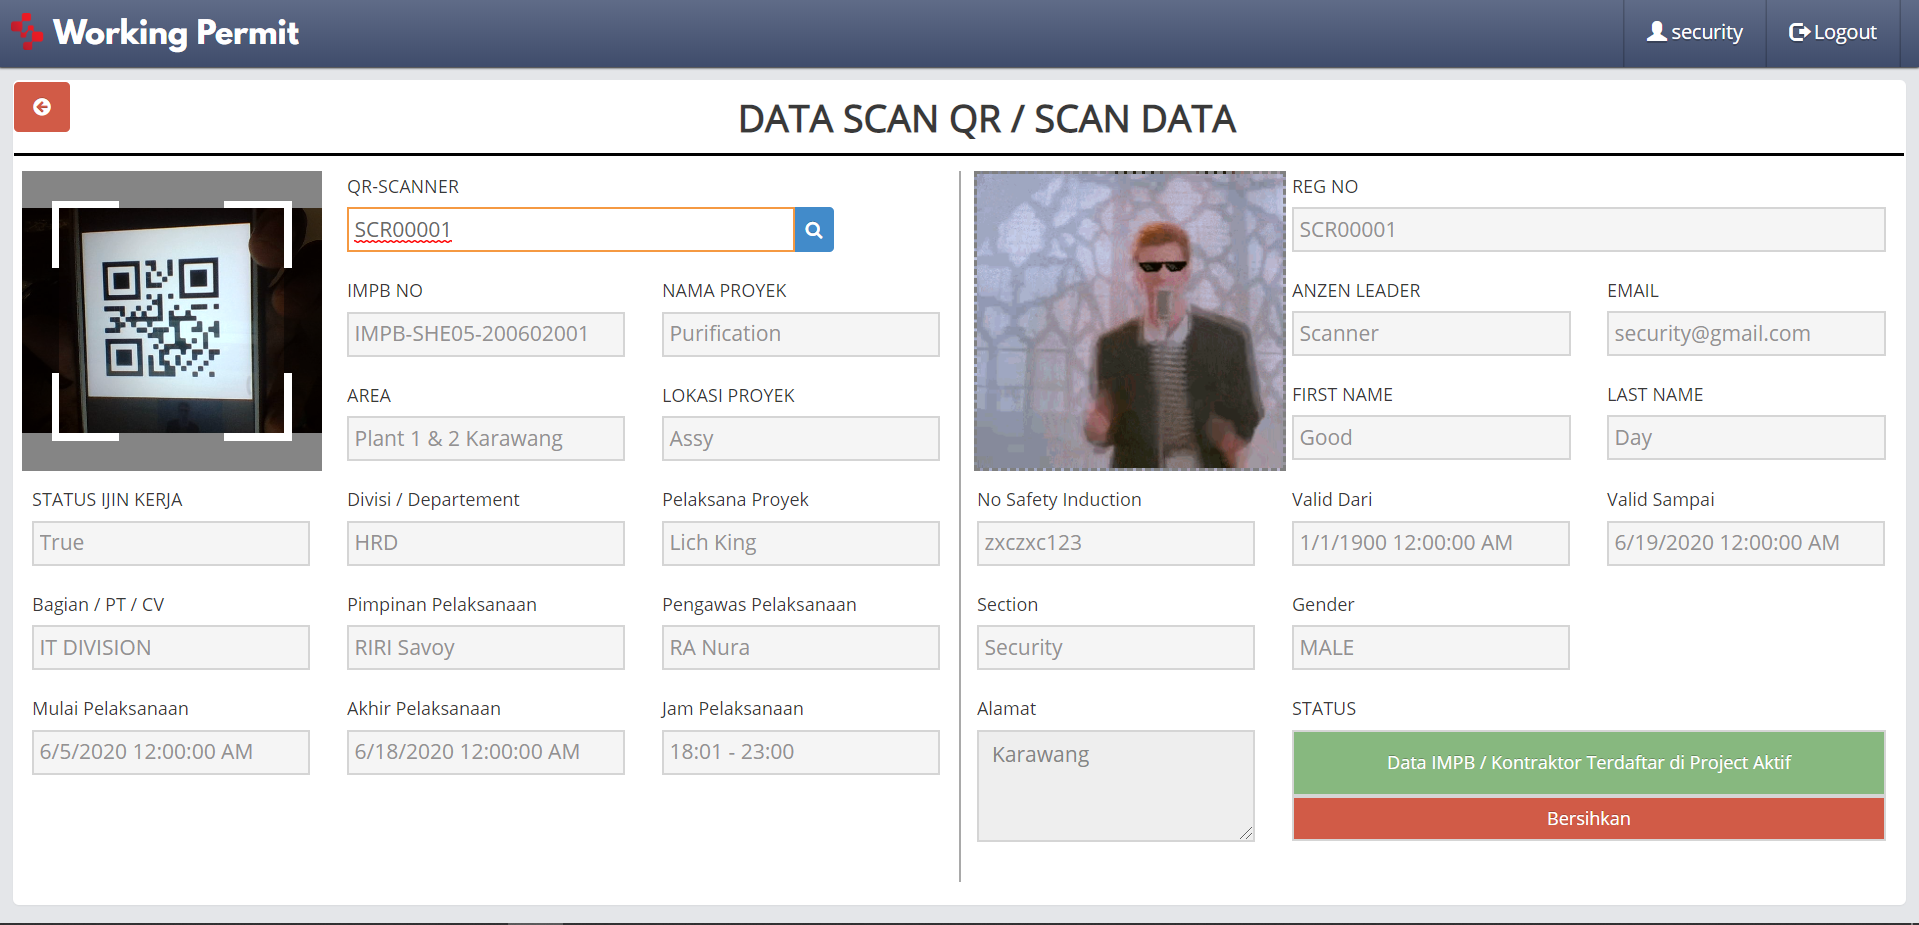 Working Permit
security
Logout
DATA SCAN QR / SCAN DATA
QR-SCANNER
SCR00001
IMPB NO
NAMA PROYEK
IMPB-SHE05-200602001
Purification
AREA
LOKASI PROYEK
Plant 1 & 2 Karawang
Assy
STATUS IJIN KERJA
Divisi / Departement
Pelaksana Proyek
True
HRD
Lich King
Bagian / PT / CV
Pimpinan Pelaksanaan
Pengawas Pelaksanaan
IT DIVISION
RIRI Savoy
RA Nura
Mulai Pelaksanaan
Akhir Pelaksanaan
Jam Pelaksanaan
6/5/2020 12:00:00 AM
6/18/2020 12:00:00 AM
18:01 - 23:00
REG NO
SCR00001
ANZEN LEADER
EMAIL
Scanner
security@gmail.com
FIRST NAME
LAST NAME
Good
Day
No Safety Induction
Valid Dari
Valid Sampai
zxczxc123
1/1/1900 12:00:00 AM
6/19/2020 12:00:00 AM
Section
Gender
Security
MALE
Alamat
STATUS
Karawang
Data IMPB / Kontraktor Terdaftar di Project Aktif
Bersihkan